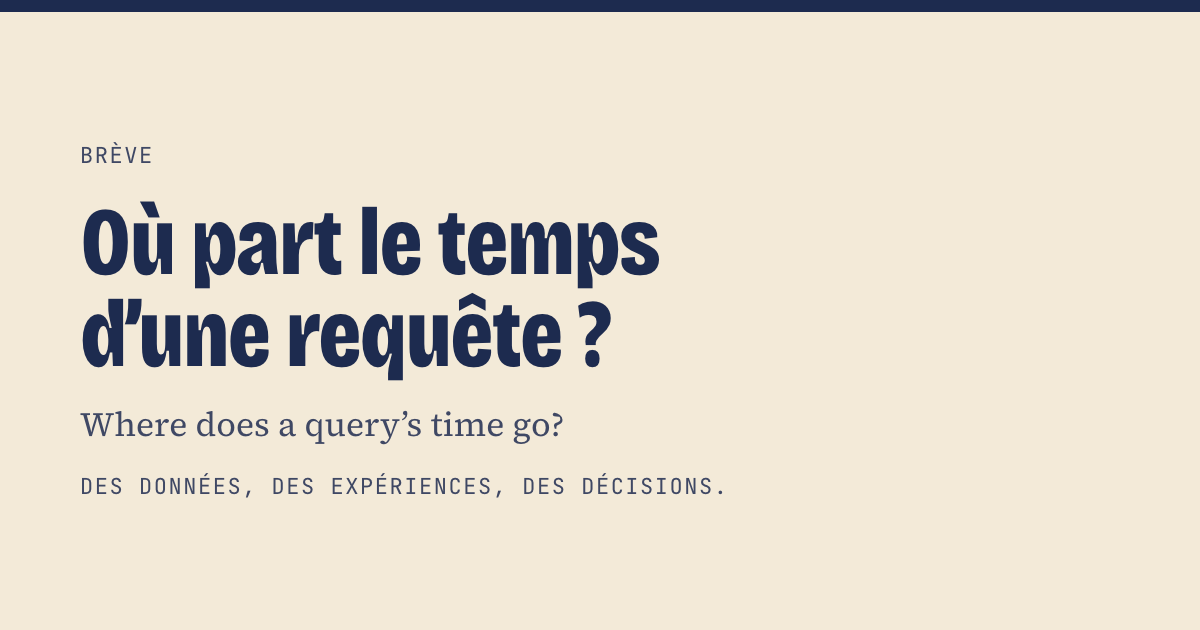 BRÈVE
Où part le temps
d’une requête ?
Where does a query’s time go?
DES DONNÉES, DES EXPÉRIENCES, DES DÉCISIONS.